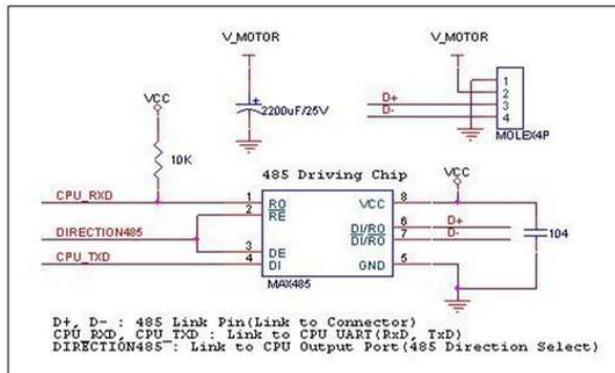 V_MOTOR
V_MOTOR
VCC
2200uF/25V
D+
D-
1
2
3
4
MOLEX4P
10K
485 Driving Chip
VCC
CPU_RXD
1
RO
VCC
8
2
RE
DIRECTION485
DI/RO
6
D+
DI/RO
7
D-
104
3
DE
CPU_TXD
4
DI
GND
5
MAX485
D+, D- : 485 Link Pin(Link to Connector)
CPU_RXD, CPU_TXD : Link to CPU UART(RxD, TxD)
DIRECTION485 : Link to CPU Output Port(485 Direction Select)